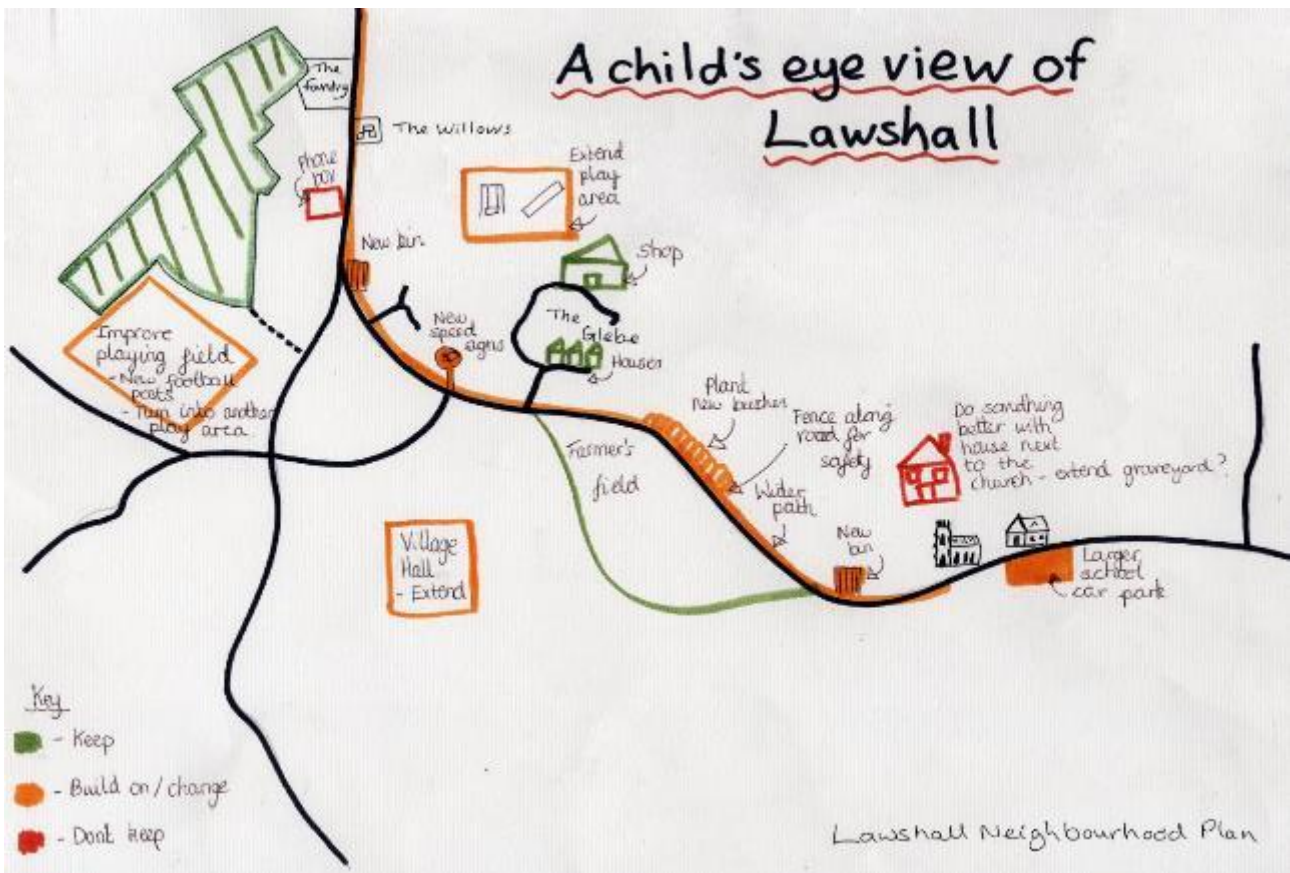 A child's eye view of
Lawshall
The
Foundry
The Willows
Phone
box
Extend
play
area
New bin
Shop
New
speed
signs
The
Glebe
Houses
Improve
playing field
- New football
posts
- Turn into another
play area
Plant
new bushes
Fence along
road for
safety
Farmer's
field
Wider
path
Do something
better with
house next
to the
church - extend graveyard?
New
bin
Village
Hall
- Extend
Larger
school
car park
Key
- Keep
- Build on / change
- Dont keep
Lawshall Neighbourhood Plan